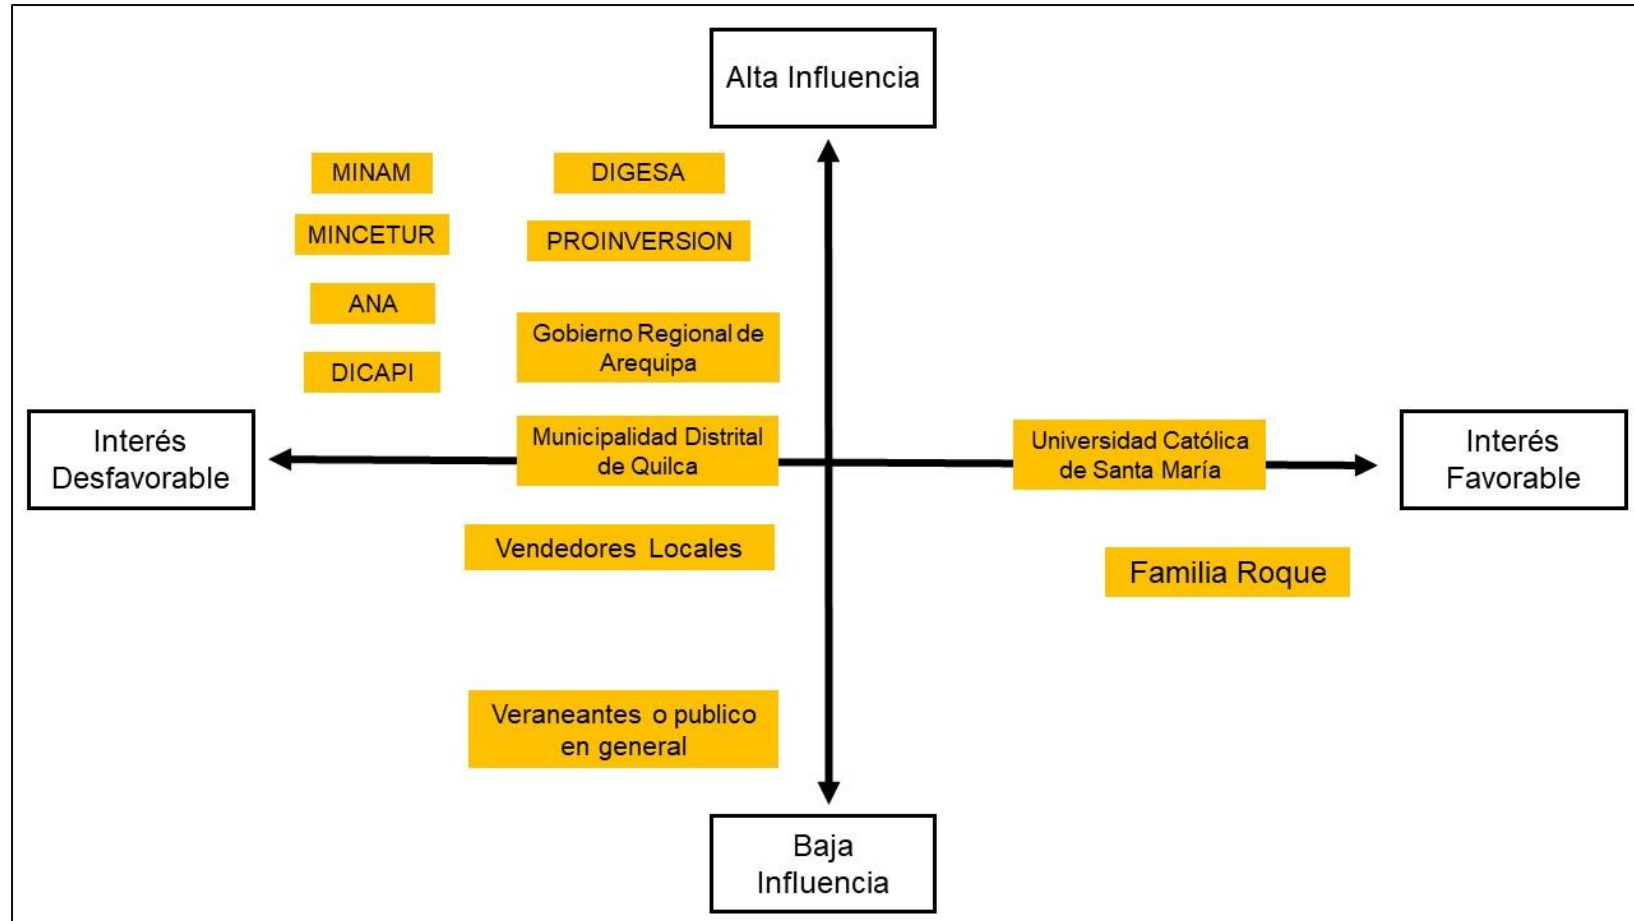 Alta Influencia
MINAM
DIGESA
MINCETUR
PROINVERSION
ANA
Gobierno Regional de
Arequipa
DICAPI
Interés
Desfavorable
Municipalidad Distrital
de Quilca
Universidad Católica
de Santa María
Interés
Favorable
Vendedores Locales
Familia Roque
Veraneantes o publico
en general
Baja
Influencia